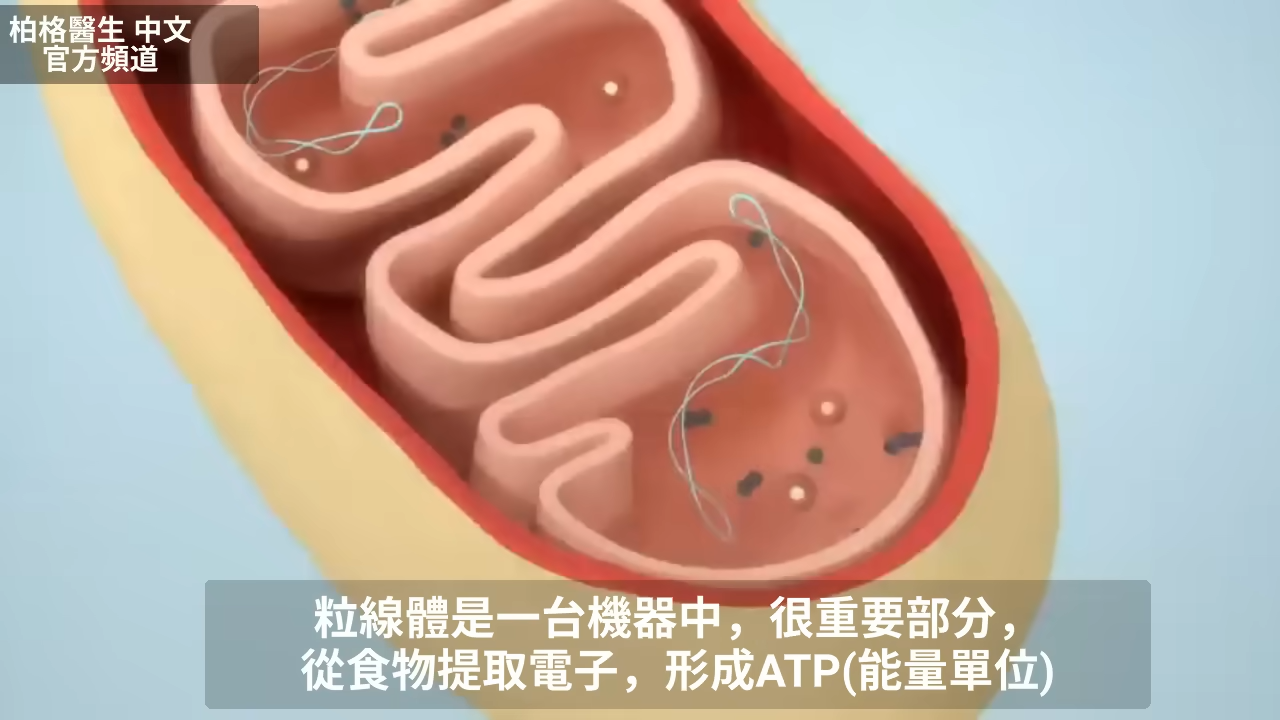 柏格醫生 中文
官方頻道
粒線體是一台機器中，很重要部分，
從食物提取電子，形成ATP(能量單位)